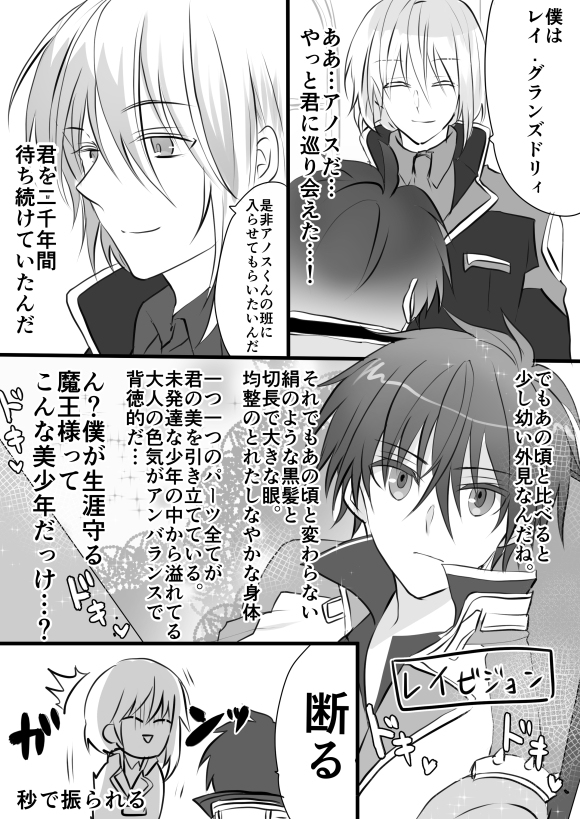 僕は
レイ・グランズドリィ
ああ…アノスだ…
やっと君に巡り会えた…！
是非アノスくんの班に
入らせてもらいたいんだ
君を二千年間
待ち続けていたんだ
でもあの頃と比べると
少し幼い外見なんだね。
それでもあの頃と変わらない
絹のような黒髪と
切長で大きな眼。
均整のとれたしなやかな身体
一つ一つのパーツ全てが
君の美を引き立てている。
未発達な少年の中から溢れてる
大人の色気がアンバランスで
背徳的だ…
ん？僕が生涯守る
魔王様って
こんな美少年だっけ…？
ドキ♡
ドキ♡
レイビジョン
ドキ♡
ドキ♡
断る
ガーンッ
秒で振られる